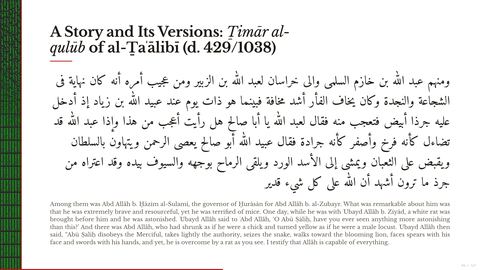 A Story and Its Versions: Ṯimār al-
qulūb of al-Ṯaʿālibī (d. 429/1038)
ومنهم عبد الله بن خازم السلمى والى خراسان لعبد الله بن الزبير ومن عجيب أمره أنه كان نهاية فى
الشجاعة والنجدة وكان يخاف الفأر أشد مخافة فبينما هو ذات يوم عند عبيد الله بن زياد إذ أدخل
عليه جرذا أبيض فتعجب منه فقال لعبد الله يا أبا صالح هل رأيت أعجب من هذا وإذا عبد الله قد
تضاءل كأنه فرخ وأصفر كأنه جرادة فقال عبيد الله أبو صالح يعصى الرحمن ويتهاون بالسلطان
ويقبض على الثعبان ويمشى إلى الأسد الورد ويلقى الرماح بوجهه والسيوف بيده وقد اعتراه من
جرذ ما ترون أشهد أن الله على كل شيء قدير
Among them was Abd Allāh b. Ḫāzim al-Sulamī, the governor of Ḫurāsān for Abd Allāh b. al-Zubayr. What was remarkable about him was
that he was extremely brave and resourceful, yet he was terrified of mice. One day, while he was with ʿUbayd Allāh b. Ziyād, a white rat was
brought before him and he was astonished. ʿUbayd Allāh said to ʿAbd Allāh, 'O Abū Ṣāliḥ, have you ever seen anything more astonishing
than this?' And there was Abd Allāh, who had shrunk as if he were a chick and turned yellow as if he were a male locust. ʿUbayd Allāh then
said, "Abū Ṣāliḥ disobeys the Merciful, takes lightly the authority, seizes the snake, walks toward the blooming lion, faces spears with his
face and swords with his hands, and yet, he is overcome by a rat as you see. I testify that Allāh is capable of everything.